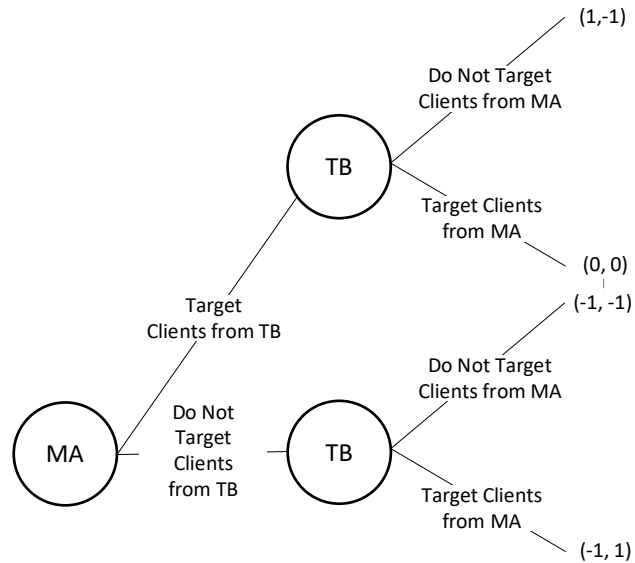 (1,-1)
Do Not Target
Clients from MA
TB
Target Clients
from MA
(0, 0)
(-1, -1)
Target
Clients from TB
Do Not Target
Clients from MA
Do Not
Target
Clients
from TB
MA
TB
Target Clients
from MA
(-1, 1)